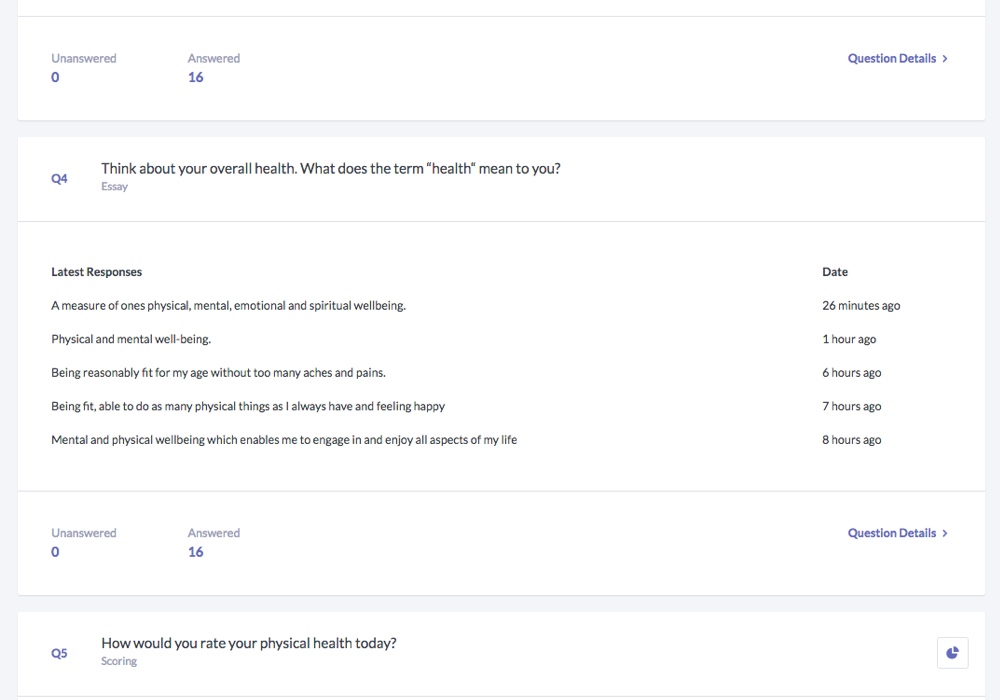 Unanswered Answered Question Details >
0 16
Q4 Think about your overall health. What does the term “health“ mean to you?
Essay
Latest Responses Date
A measure of ones physical, mental, emotional and spiritual wellbeing. 26 minutes ago
Physical and mental well-being. 1 hour ago
Being reasonably fit for my age without too many aches and pains. 6 hours ago
Being fit, able to do as many physical things as I always have and feeling happy 7 hours ago
Mental and physical wellbeing which enables me to engage in and enjoy all aspects of my life 8 hours ago
Unanswered Answered Question Details >
0 16
Q5 How would you rate your physical health today?
Scoring